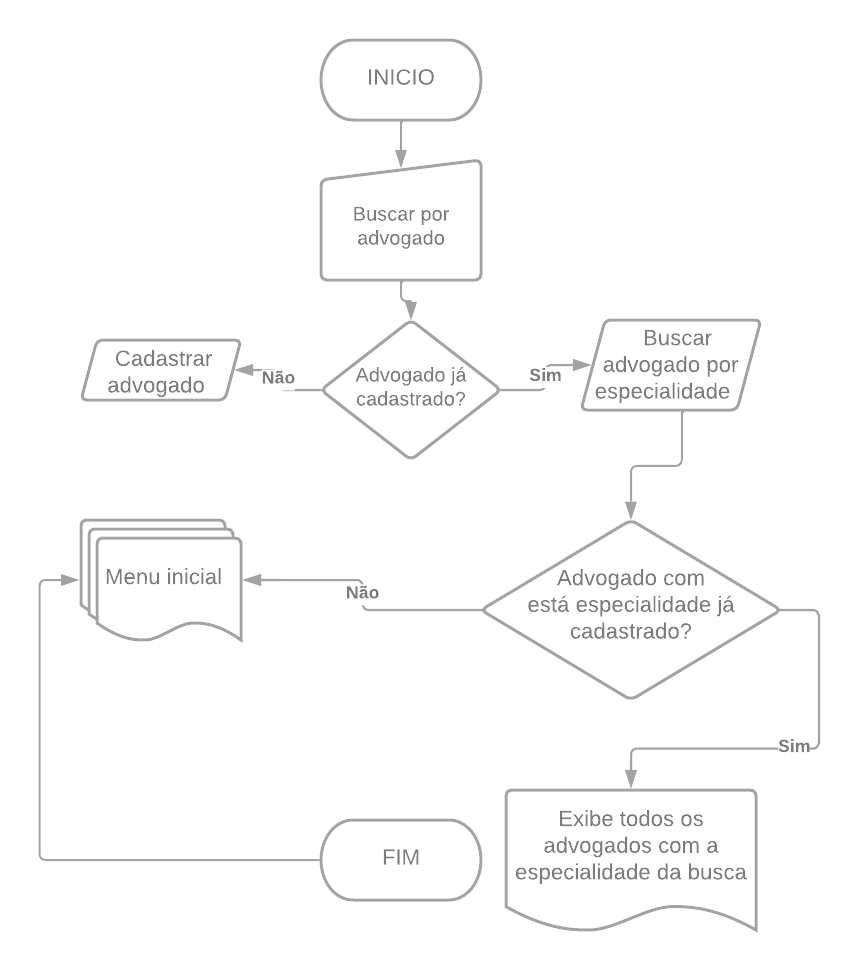 INICIO
Buscar por
advogado
Advogado já
cadastrado?
Não
Cadastrar
advogado
Sim
Buscar
advogado por
especialidade
Advogado com
está especialidade já
cadastrado?
Não
Menu inicial
Sim
Exibe todos os
advogados com a
especialidade da busca
FIM